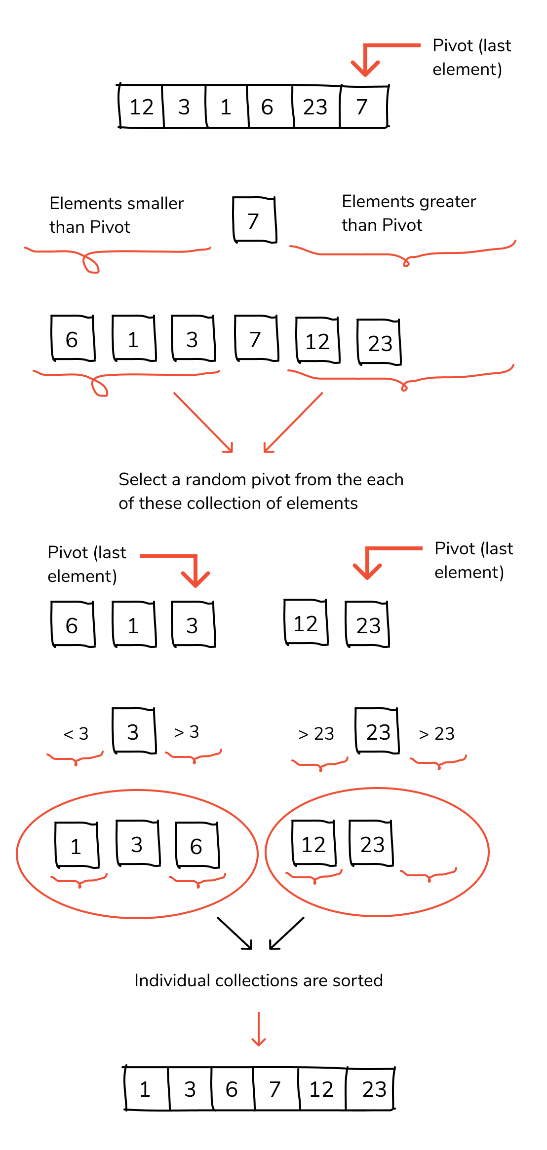 Pivot (last
element)
12 3 1 6 23 7
Elements smaller
than Pivot
7
Elements greater
than Pivot
6 1 3 7 12 23
Select a random pivot from the each
of these collection of elements
Pivot (last
element)
Pivot (last
element)
6 1 3 12 23
< 3 3 > 3 > 23 23 > 23
1 3 6 12 23
Individual collections are sorted
1 3 6 7 12 23